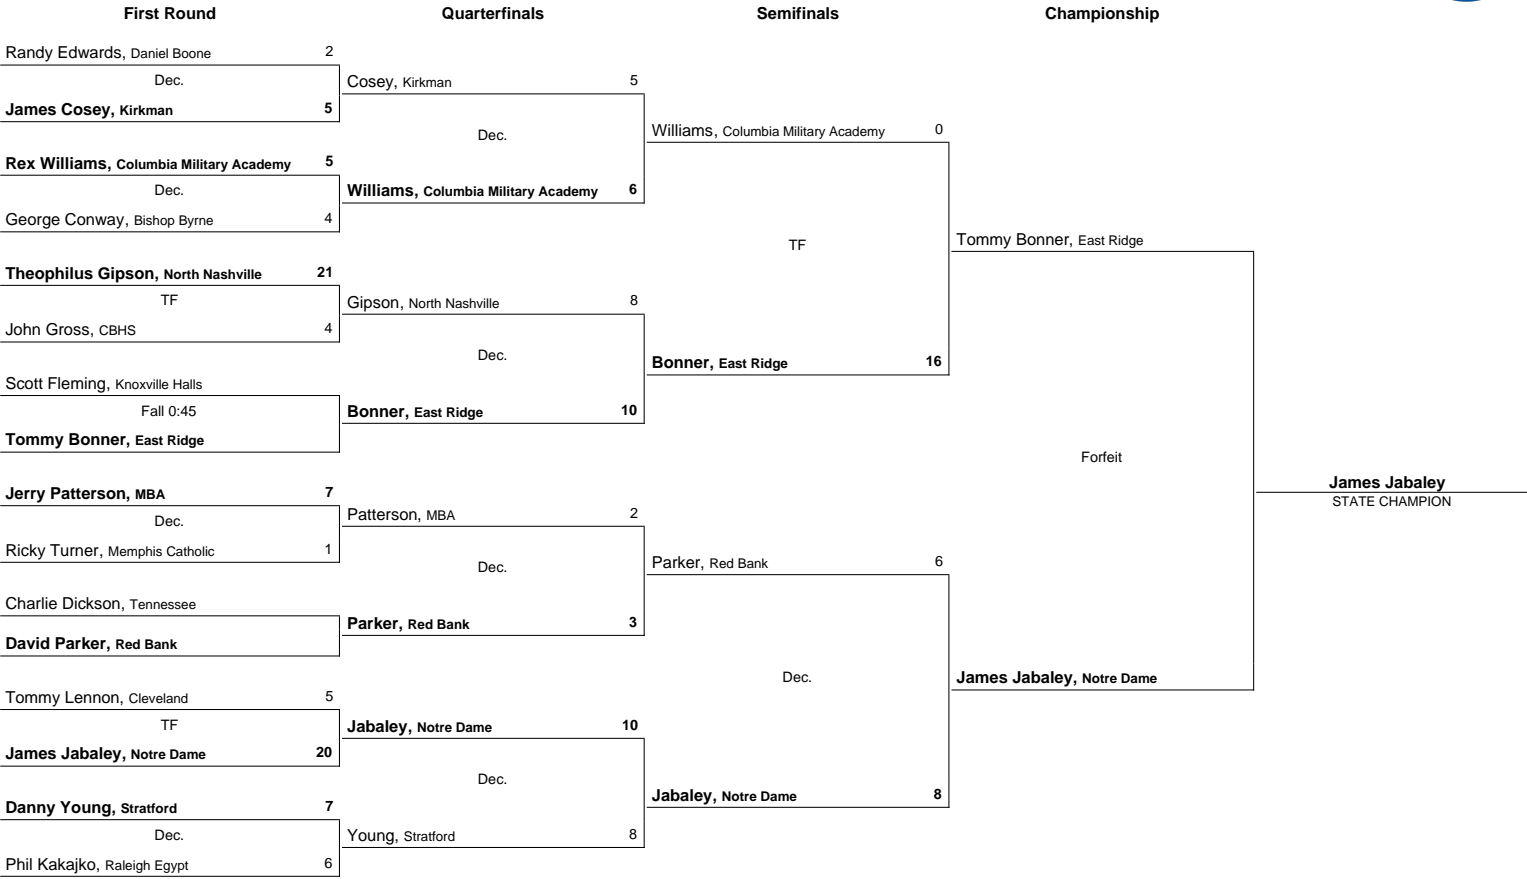 First Round
Quarterfinals
Semifinals
Championship
Randy Edwards, Daniel Boone 2
Dec.
James Cosey, Kirkman 5
Rex Williams, Columbia Military Academy 5
Dec.
George Conway, Bishop Byrne 4
Theophilus Gipson, North Nashville 21
TF
John Gross, CBHS 4
Scott Fleming, Knoxville Halls
Fall 0:45
Tommy Bonner, East Ridge
Jerry Patterson, MBA 7
Dec.
Ricky Turner, Memphis Catholic 1
Charlie Dickson, Tennessee
David Parker, Red Bank
Tommy Lennon, Cleveland 5
TF
James Jabaley, Notre Dame 20
Danny Young, Stratford 7
Dec.
Phil Kakajko, Raleigh Egypt 6
Cosey, Kirkman 5
Dec.
Williams, Columbia Military Academy 6
Gipson, North Nashville 8
Dec.
Bonner, East Ridge 10
Patterson, MBA 2
Dec.
Parker, Red Bank 3
Jabaley, Notre Dame 10
Dec.
Young, Stratford 8
Williams, Columbia Military Academy 0
TF
Bonner, East Ridge 16
Parker, Red Bank 6
Dec.
Jabaley, Notre Dame 8
Tommy Bonner, East Ridge
Forfeit
James Jabaley, Notre Dame
James Jabaley
STATE CHAMPION